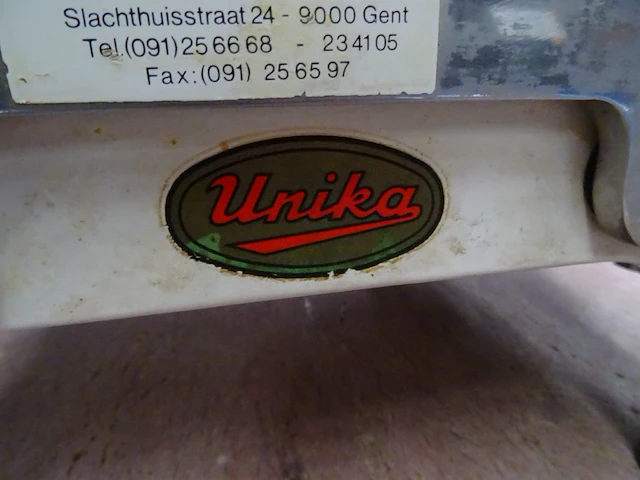 Slachthuisstraat 24 - 9000 Gent
Tel.(091) 25 66 68 - 23 41 05
Fax:(091) 25 65 97
Unika